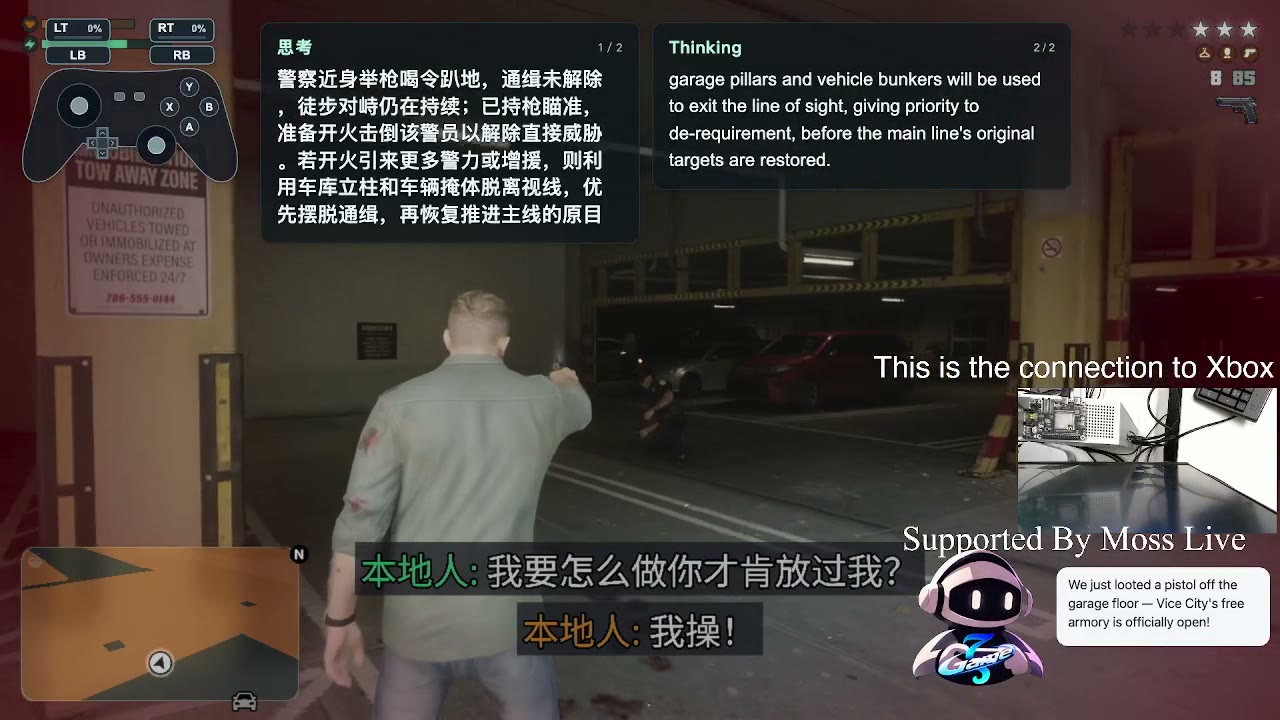 LT 0%
RT 0%
LB
RB
Y
X
B
A
思考
1 / 2
警察近身举枪喝令趴地，通缉未解除
，徒步对峙仍在持续；已持枪瞄准，
准备开火击倒该警员以解除直接威胁
。若开火引来更多警力或增援，则利
用车库立柱和车辆掩体脱离视线，优
先摆脱通缉，再恢复推进主线的原目
Thinking
2/2
garage pillars and vehicle bunkers will be used
to exit the line of sight, giving priority to
de-requirement, before the main line's original
targets are restored.
8 85
TOW AWAY ZONE
UNAUTHORIZED
VEHICLES TOWED
OR IMMOBILIZED AT
OWNERS EXPENSE
ENFORCED 24/7
786-555-0144
This is the connection to Xbox
Supported By Moss Live
N
本地人: 我要怎么做你才肯放过我?
本地人: 我操!
We just looted a pistol off the
garage floor — Vice City's free
armory is officially open!
Game